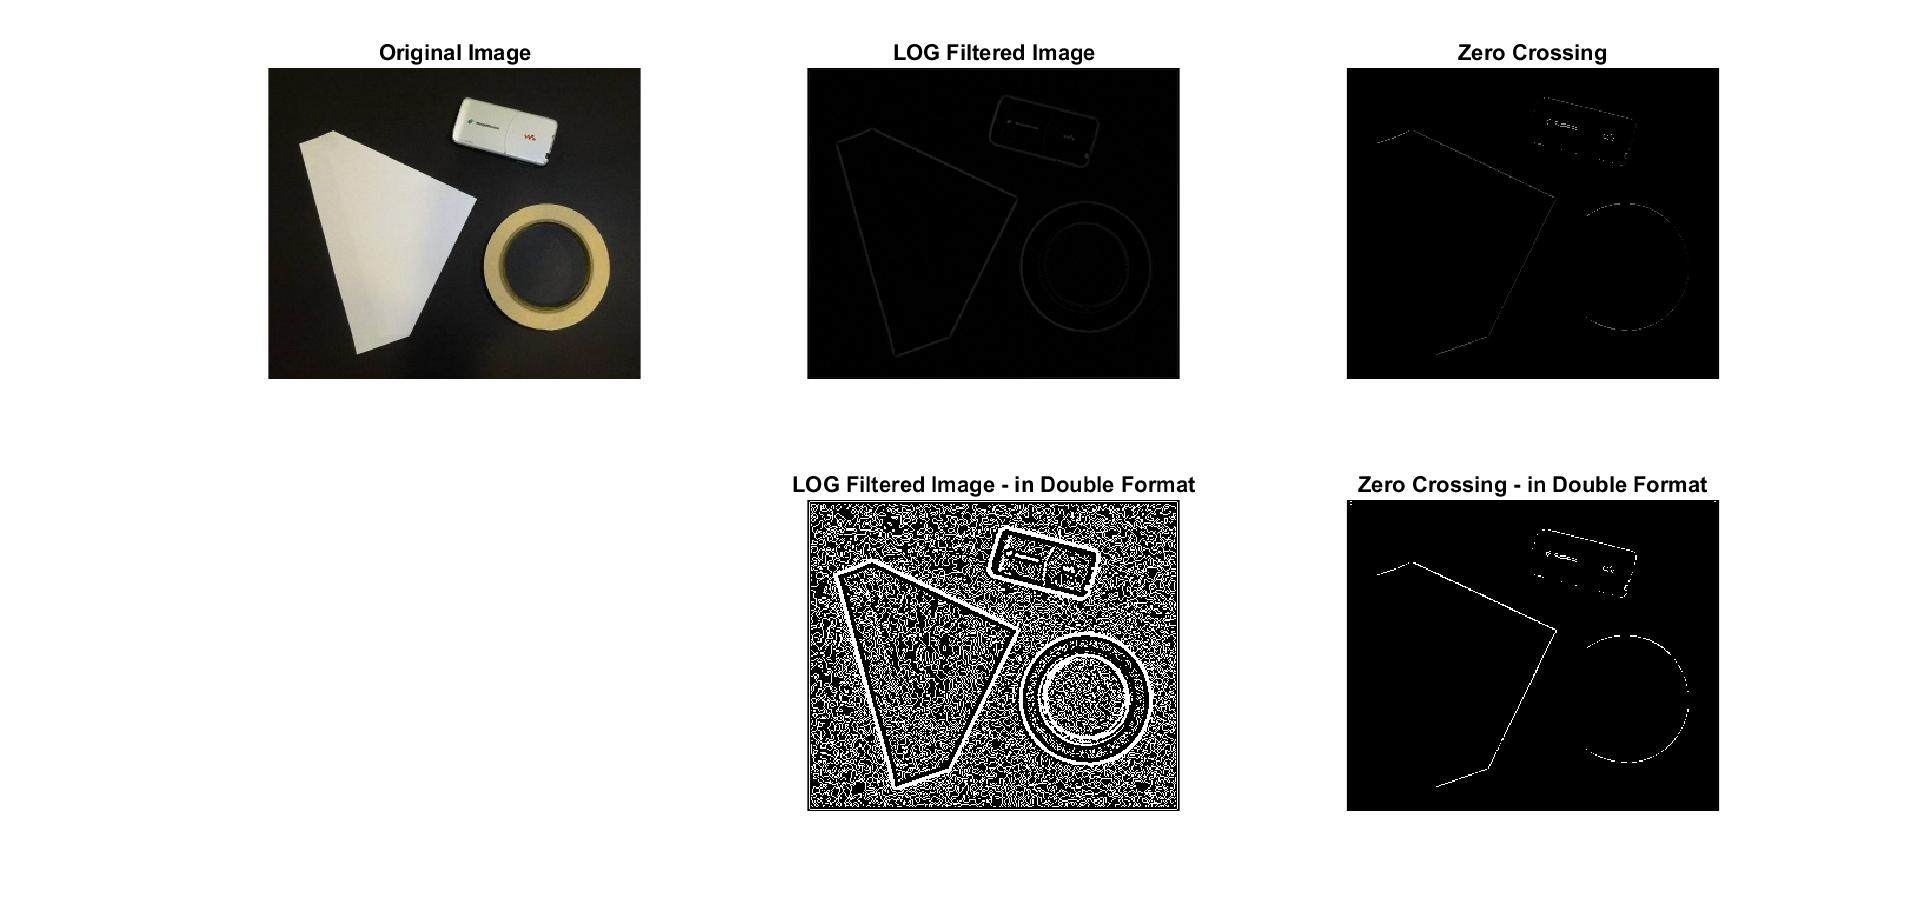 Original Image
LOG Filtered Image
Zero Crossing
LOG Filtered Image - in Double Format
Zero Crossing - in Double Format